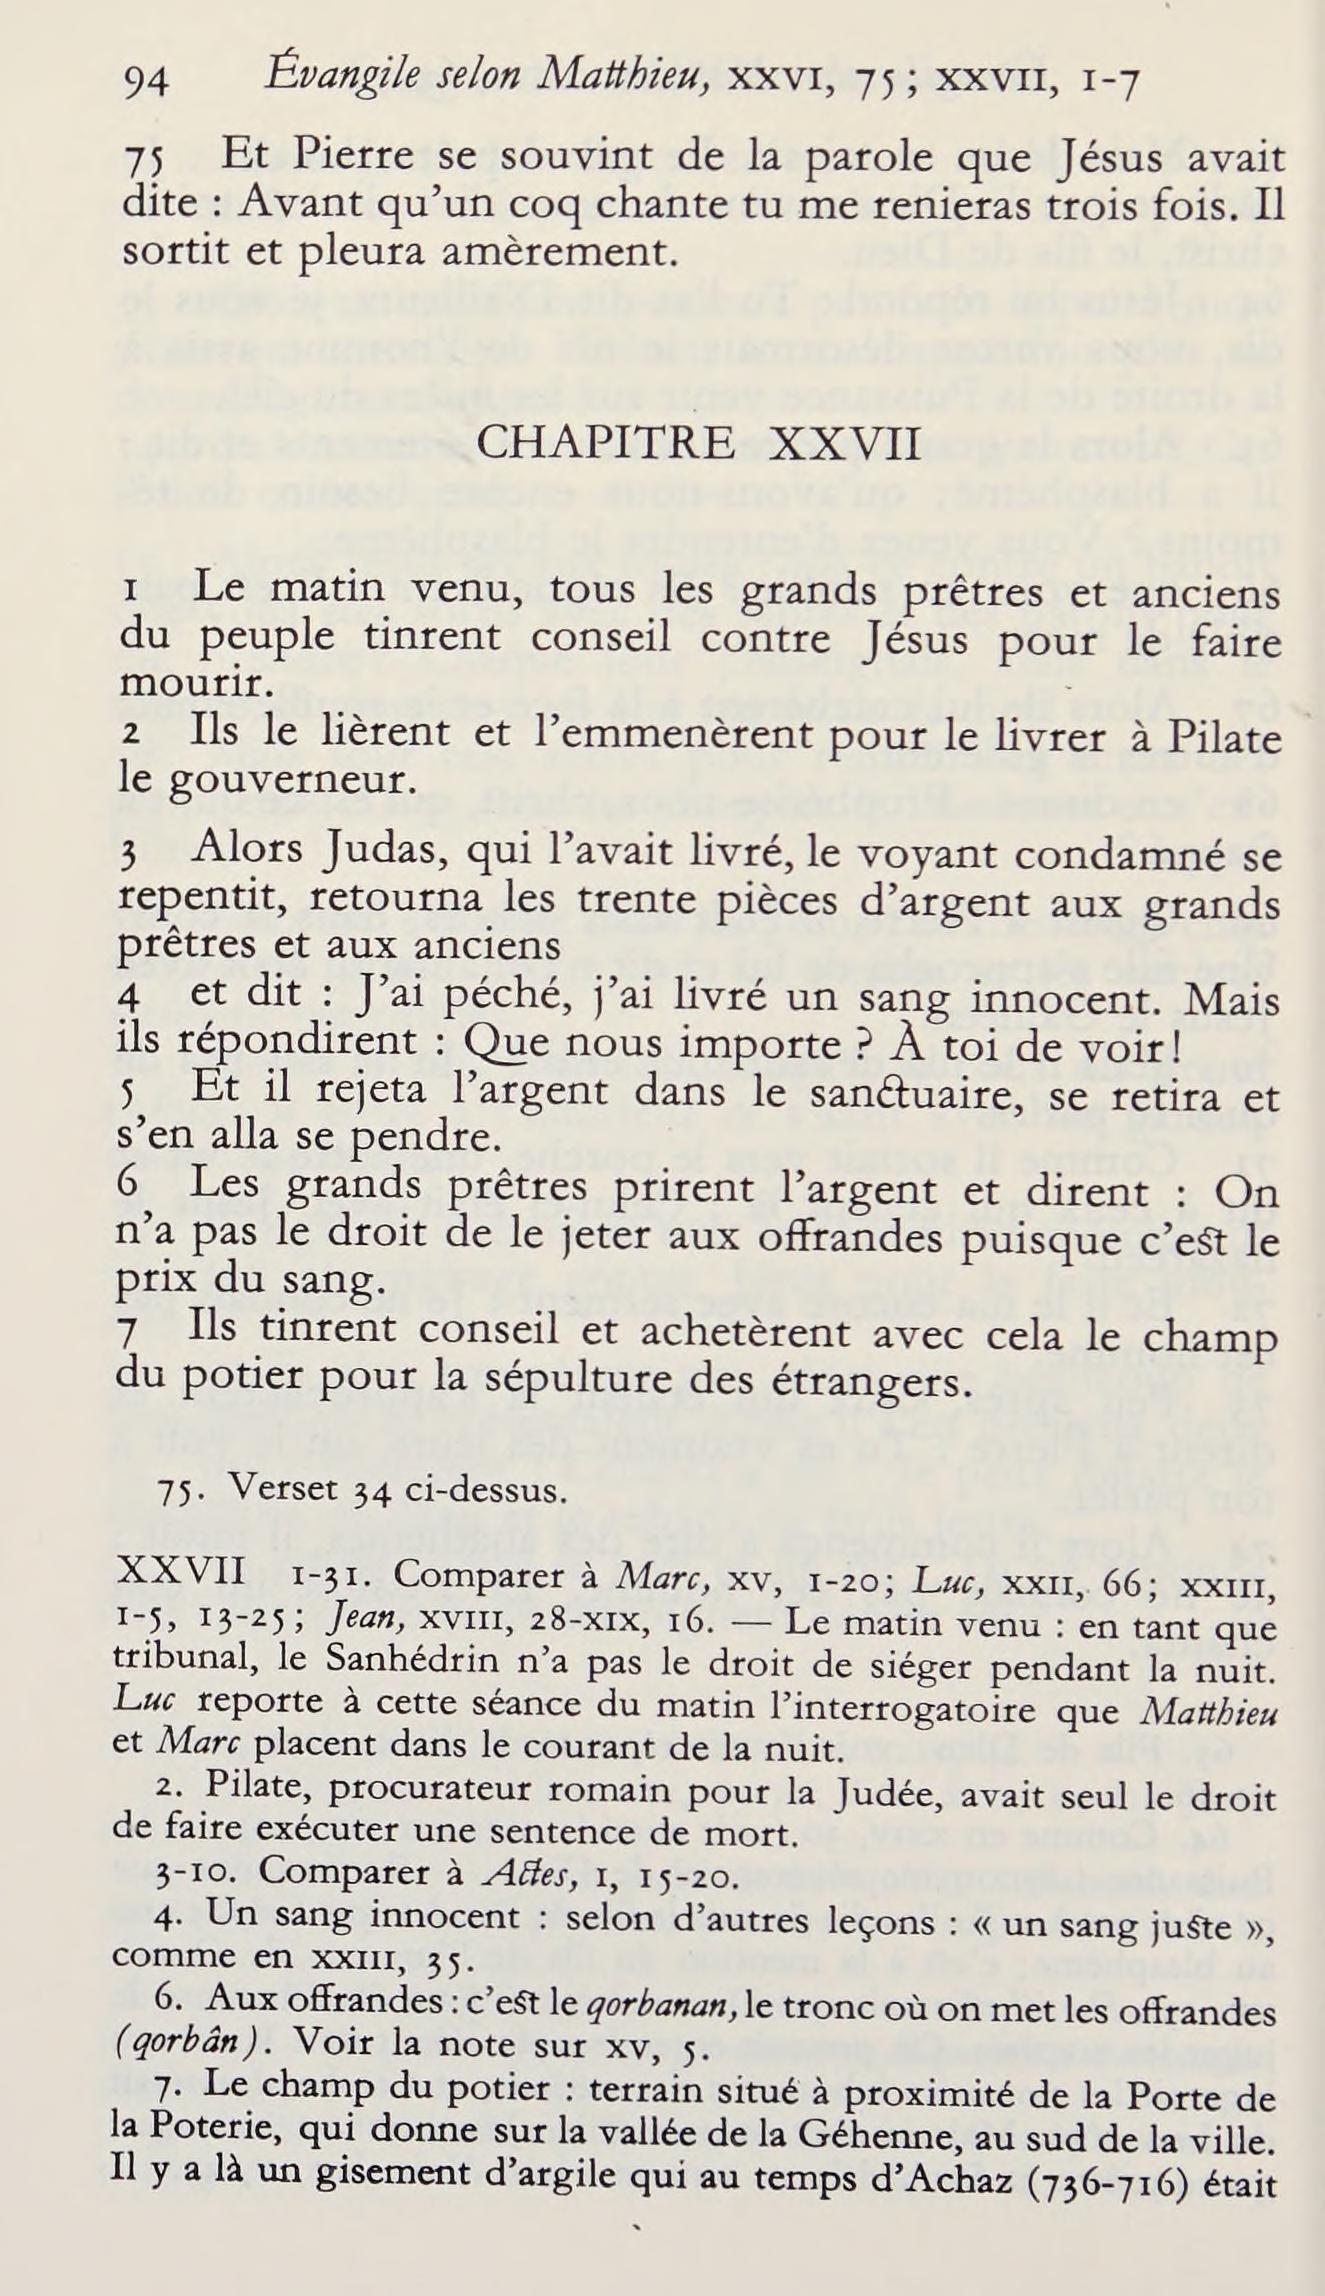 94 Évangile selon Matthieu, XXVI, 75 ; XXVII, 1-7
75 Et Pierre se souvint de la parole que Jésus avait
dite : Avant qu’un coq chante tu me renieras trois fois. Il
sortit et pleura amèrement.
CHAPITRE XXVII
1 Le matin venu, tous les grands prêtres et anciens
du peuple tinrent conseil contre Jésus pour le faire
mourir.
2 Ils le lièrent et l’emmenèrent pour le livrer à Pilate
le gouverneur.
3 Alors Judas, qui l’avait livré, le voyant condamné se
repentit, retourna les trente pièces d’argent aux grands
prêtres et aux anciens
4 et dit : J’ai péché, j’ai livré un sang innocent. Mais
ils répondirent : Que nous importe ? À toi de voir !
5 Et il rejeta l’argent dans le sanctuaire, se retira et
s’en alla se pendre.
6 Les grands prêtres prirent l’argent et dirent : On
n’a pas le droit de le jeter aux offrandes puisque c’est le
prix du sang.
7 Ils tinrent conseil et achetèrent avec cela le champ
du potier pour la sépulture des étrangers.
75. Verset 34 ci-dessus.
XXVII 1-31. Comparer à Marc, XV, 1-20 ; Luc, XXII, 66 ; XXIII,
1-5, 13-25 ; Jean, XVIII, 28-XIX, 16. — Le matin venu : en tant que
tribunal, le Sanhédrin n’a pas le droit de siéger pendant la nuit.
Luc reporte à cette séance du matin l’interrogatoire que Matthieu
et Marc placent dans le courant de la nuit.
2. Pilate, procurateur romain pour la Judée, avait seul le droit
de faire exécuter une sentence de mort.
3-10. Comparer à Actes, I, 15-20.
4. Un sang innocent : selon d’autres leçons : « un sang juste »,
comme en XXIII, 35.
6. Aux offrandes : c’est le qorbanan, le tronc où on met les offrandes
(qorbân). Voir la note sur XV, 5.
7. Le champ du potier : terrain situé à proximité de la Porte de
la Poterie, qui donne sur la vallée de la Géhenne, au sud de la ville.
Il y a là un gisement d’argile qui au temps d’Achaz (736-716) était